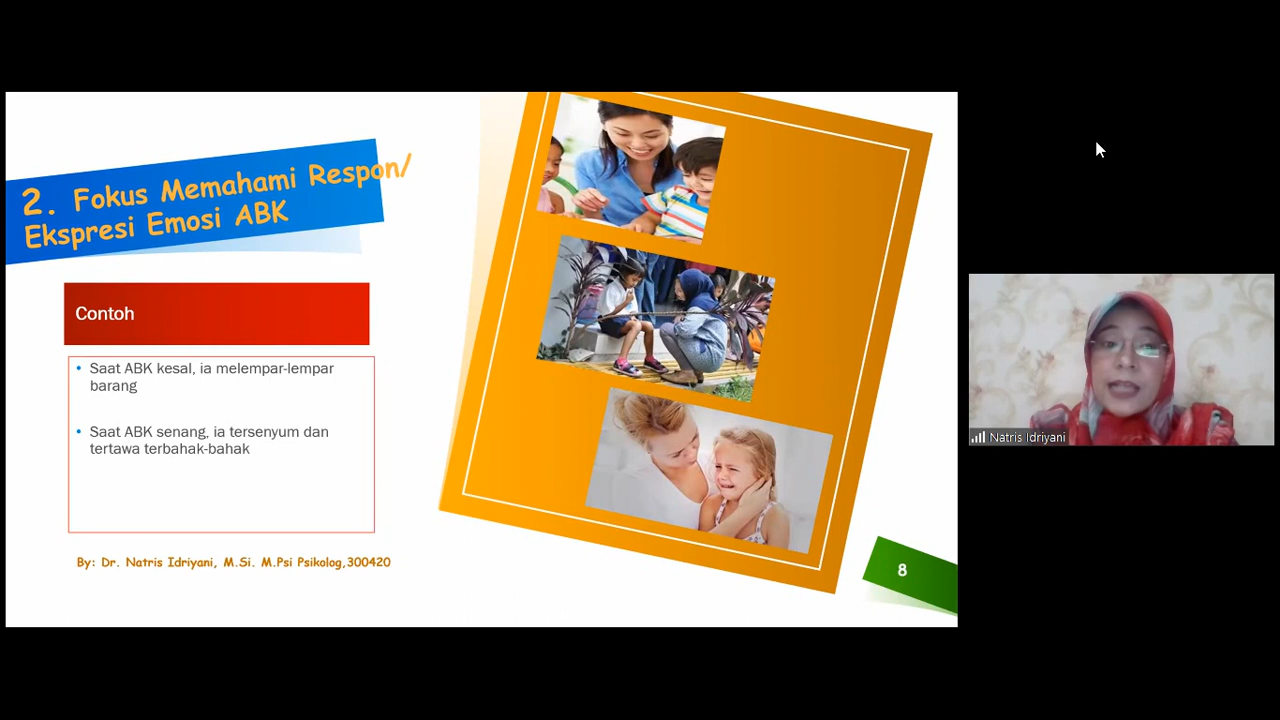 2. Fokus Memahami Respon/
Ekspresi Emosi ABK
Contoh
• Saat ABK kesal, ia melempar-lempar
barang
• Saat ABK senang, ia tersenyum dan
tertawa terbahak-bahak
By: Dr. Natris Idriyani, M.Si. M.Psi Psikolog,300420
8
Natris Idriyani